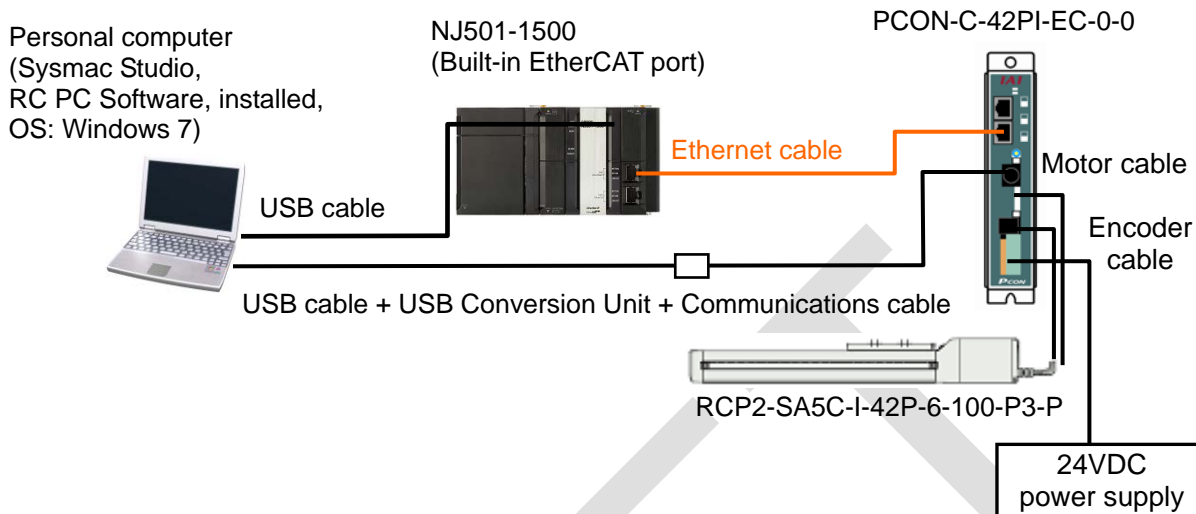 Personal computer
(Sysmac Studio,
RC PC Software, installed,
OS: Windows 7)
NJ501-1500
(Built-in EtherCAT port)
PCON-C-42PI-EC-0-0
IAI
Ethernet cable
Motor cable
USB cable
Encoder
cable
PCON
USB cable + USB Conversion Unit + Communications cable
RCP2-SA5C-I-42P-6-100-P3-P
24VDC
power supply